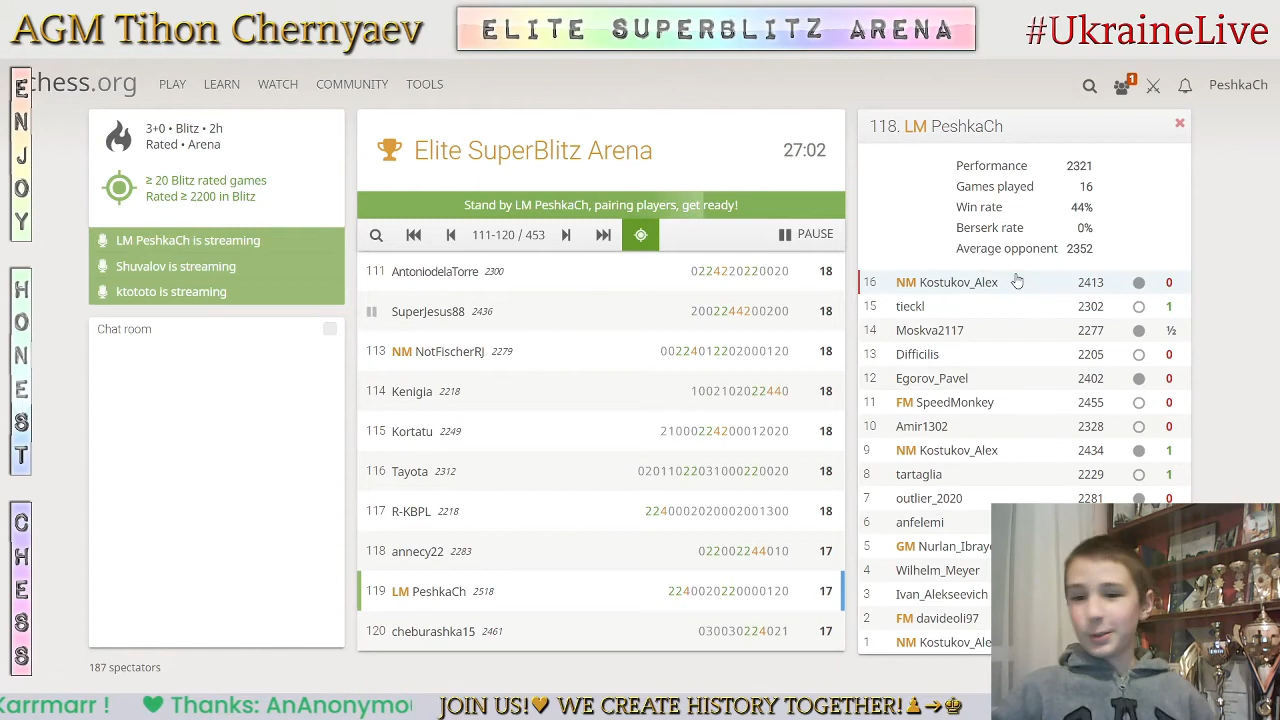 AGM Tihon Chernyaev
ELITE SUPERBLITZ ARENA
#UkraineLive
ENJOY
HONEST
CHESS
chess.org
PLAY
LEARN
WATCH
COMMUNITY
TOOLS
1
PeshkaCh
3+0 • Blitz • 2h
Rated • Arena
≥ 20 Blitz rated games
Rated ≥ 2200 in Blitz
LM PeshkaCh is streaming
Shuvalov is streaming
ktototo is streaming
Chat room
187 spectators
Elite SuperBlitz Arena
27:02
Stand by LM PeshkaCh, pairing players, get ready!
111-120 / 453
PAUSE
111 AntoniodelaTorre 2300 0224220220020 18
SuperJesus88 2436 200224420020​0 18
113 NM NotFischerRJ 2279 00224012202000120 18
114 Kenigia 2218 1002102022440 18
115 Kortatu 2249 21000224200012020 18
116 Tayota 2312 02011022031000220020 18
117 R-KBPL 2218 2240002020002001300 18
118 annecy22 2283 022002244010 17
119 LM PeshkaCh 2518 2240020220000120 17
120 cheburashka15 2461 030030224021 17
118. LM PeshkaCh
Performance 2321
Games played 16
Win rate 44%
Berserk rate 0%
Average opponent 2352
16 NM Kostukov_Alex 2413 0
15 tieckl 2302 1
14 Moskva2117 2277 ½
13 Difficilis 2205 0
12 Egorov_Pavel 2402 0
11 FM SpeedMonkey 2455 0
10 Amir1302 2328 0
9 NM Kostukov_Alex 2434 1
8 tartaglia 2229 1
7 outlier_2020 2281 0
6 anfelemi
5 GM Nurlan_Ibraye
4 Wilhelm_Meyer
3 Ivan_Alekseevich
2 FM davideoli97
1 NM Kostukov_Ale
Karrmarr ! 💚 Thanks: AnAnonymo
JOIN US!♥ WE CREATE HISTORY TOGETHER!♟→♔